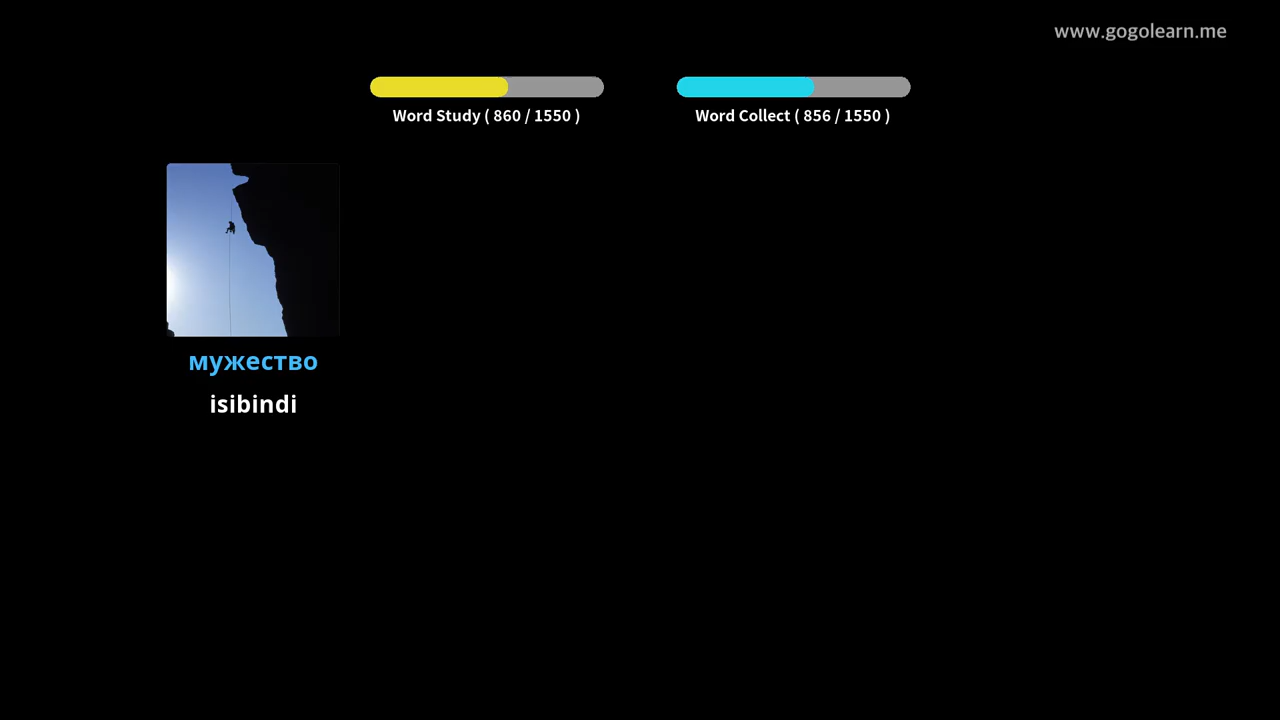 www.gogolearn.me
Word Study ( 860 / 1550 )
Word Collect ( 856 / 1550 )
мужество
isibindi